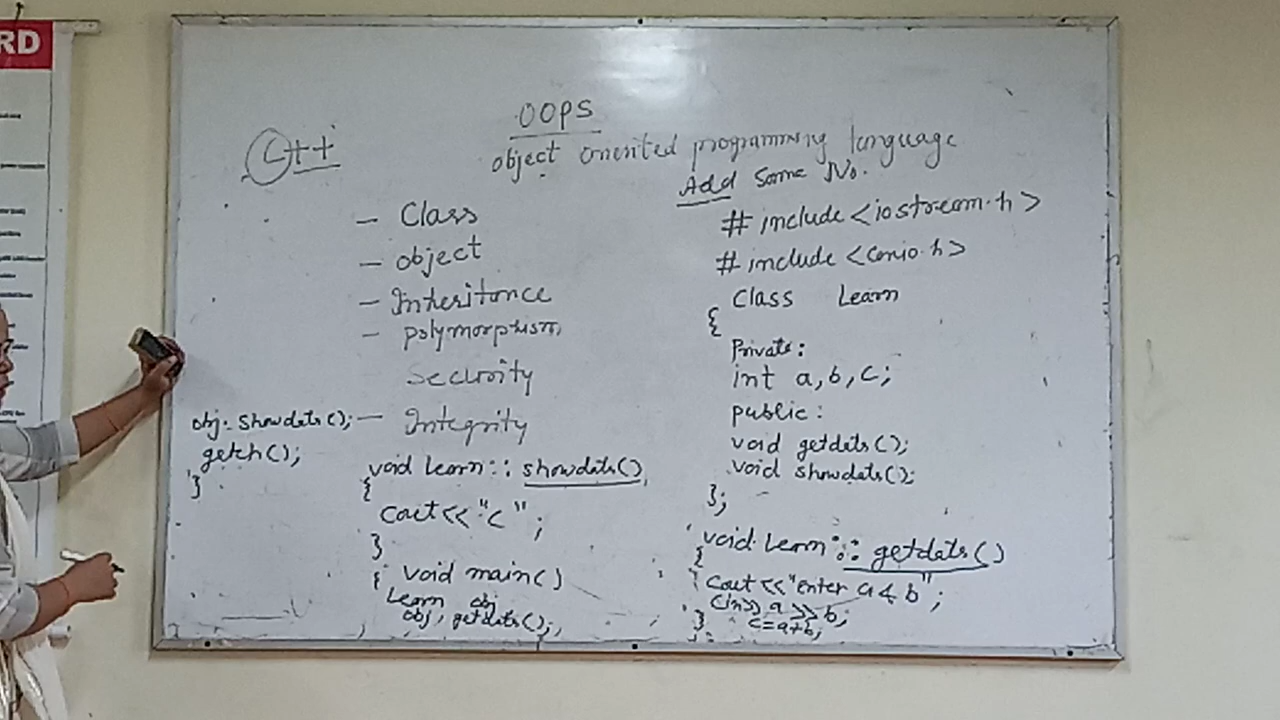 RD
OOPS
C++
object oriented programming language
- Class
- object
- Inheritance
- polymorphism
Security
- Integrity
Add Some No.
# include <iostream.h>
# include <conio.h>
Class Learn
{
Private:
int a, b, c;
public:
void getdata();
void showdata();
};
void Learn :: getdata()
{
Cout << "enter a & b";
Cin >> a >> b;
c=a+b;
}
void Learn :: showdata()
{
Cout << "c";
}
void main()
{
Learn obj
obj. getdata();
obj. showdata();
getch();
}